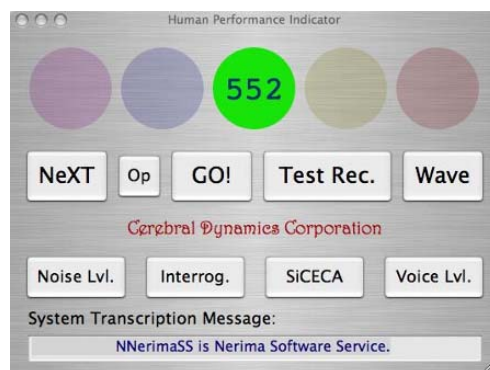 Human Performance Indicator
552
NeXT Op GO! Test Rec. Wave
Cerebral Dynamics Corporation
Noise Lvl. Interrog. SiCECA Voice Lvl.
System Transcription Message:
NNerimaSS is Nerima Software Service.